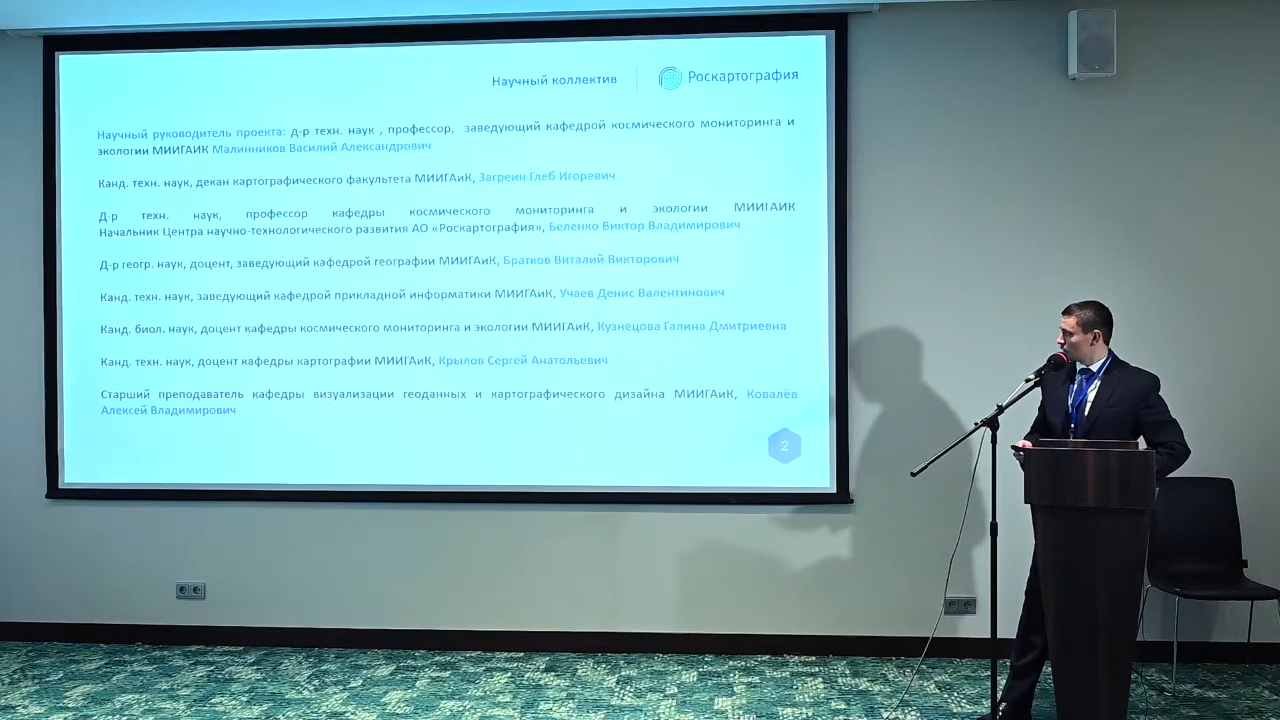 Научный коллектив
Роскартография
Научный руководитель проекта: д-р техн. наук , профессор, заведующий кафедрой космического мониторинга и
экологии МИИГАИК Малинников Василий Александрович
Канд. техн. наук, декан картографического факультета МИИГАиК, Загреин Глеб Игоревич
Д-р техн. наук, профессор кафедры космического мониторинга и экологии МИИГАИК
Начальник Центра научно-технологического развития АО «Роскартография», Беленко Виктор Владимирович
Д-р геогр. наук, доцент, заведующий кафедрой географии МИИГАиК, Братков Виталий Викторович
Канд. техн. наук, заведующий кафедрой прикладной информатики МИИГАиК, Учаев Денис Валентинович
Канд. биол. наук, доцент кафедры космического мониторинга и экологии МИИГАиК, Кузнецова Галина Дмитриевна
Канд. техн. наук, доцент кафедры картографии МИИГАиК, Крылов Сергей Анатольевич
Старший преподаватель кафедры визуализации геоданных и картографического дизайна МИИГАиК, Ковалёв
Алексей Владимирович
2